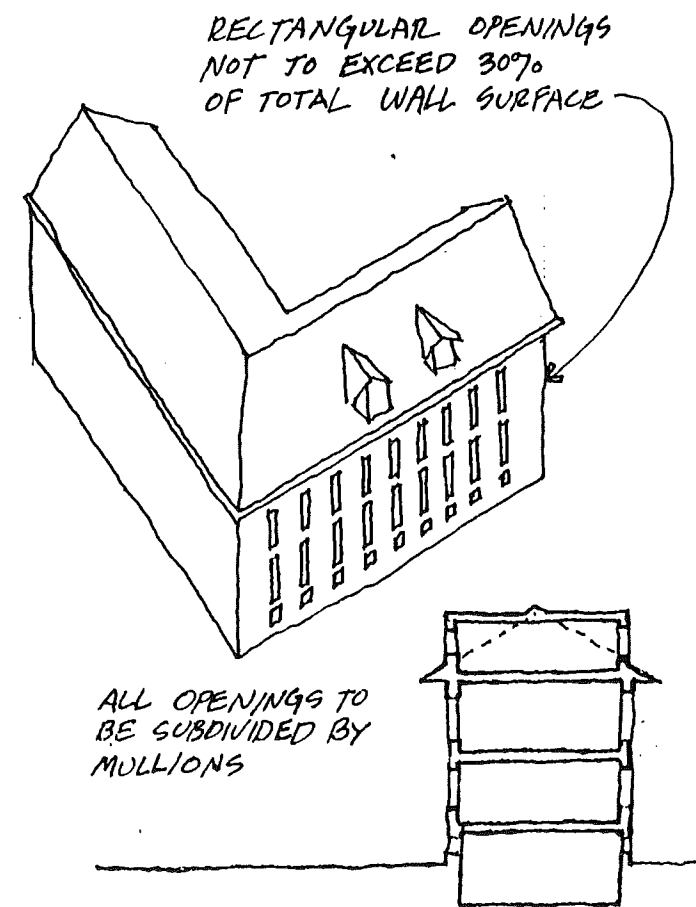 RECTANGULAR OPENINGS
NOT TO EXCEED 30%
OF TOTAL WALL SURFACE
ALL OPENINGS TO
BE SUBDIVIDED BY
MULLIONS